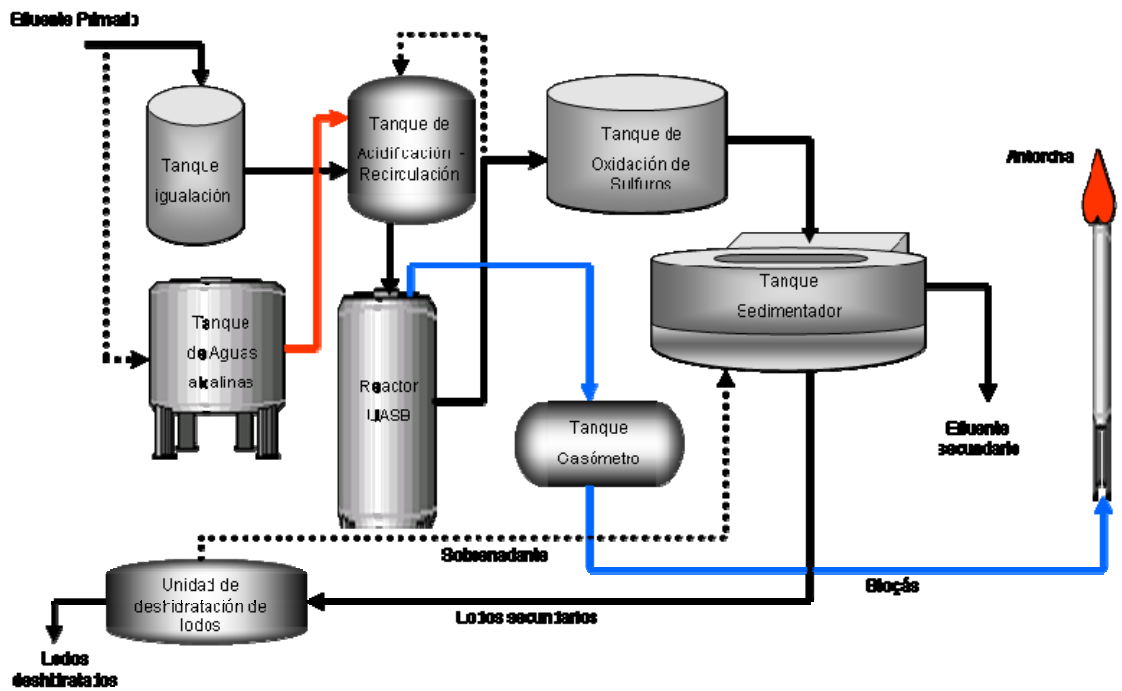 Efluente Primario
Tanque de
Acidificación -
Recirculación
Tanque
igualación
Tanque de
Oxidación de
Sulfuros
Antorcha
Tanque
Sedimentador
Tanque
de Aguas
alcalinas
Reactor
UASB
Tanque
Gasómetro
Efluente
secundario
Sobrenadante
Biogás
Unidad de
deshidratación de
lodos
Lodos secundarios
Lodos
deshidratados